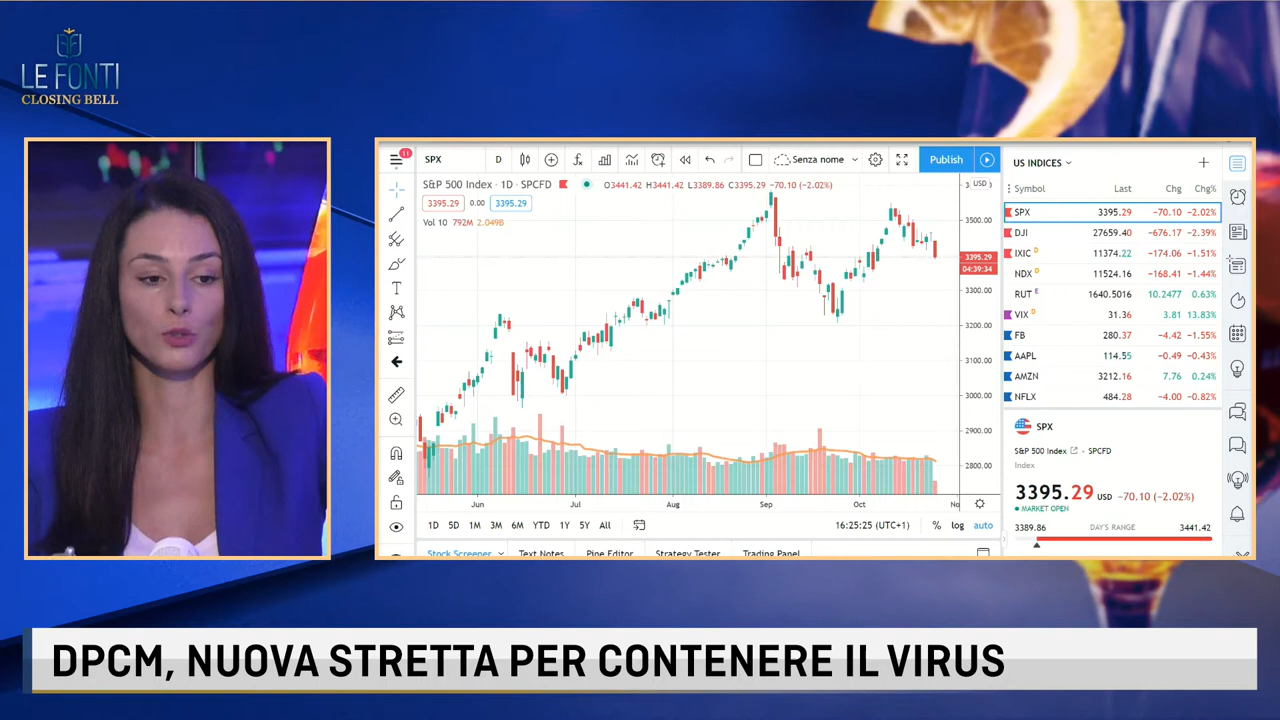 LE FONTI
CLOSING BELL
11
SPX
D
Senza nome
Publish
US INDICES
S&P 500 Index · 1D · SPCFD
O3441.42 H3441.42 L3389.86 C3395.29 −70.10 (−2.02%)
USD
3395.29 0.00 3395.29
Vol 10 792M 2.049B
3500.00
3395.29
04:39:34
3300.00
3200.00
3100.00
3000.00
2900.00
2800.00
Jun Jul Aug Sep Oct
1D 5D 1M 3M 6M YTD 1Y 5Y All
16:25:25 (UTC+1) % log auto
Stock Screener Text Notes Pine Editor Strategy Tester Trading Panel
Symbol Last Chg Chg%
SPX 3395.29 −70.10 −2.02%
DJI 27659.40 −676.17 −2.39%
IXIC D 11374.22 −174.06 −1.51%
NDX D 11524.16 −168.41 −1.44%
RUT E 1640.5016 10.2477 0.63%
VIX D 31.36 3.81 13.83%
FB 280.37 −4.42 −1.55%
AAPL 114.55 −0.49 −0.43%
AMZN 3212.16 7.76 0.24%
NFLX 484.28 −4.00 −0.82%
SPX
S&P 500 Index · SPCFD
Index
3395.29 USD −70.10 (−2.02%)
MARKET OPEN
3389.86 DAY'S RANGE 3441.42
DPCM, NUOVA STRETTA PER CONTENERE IL VIRUS